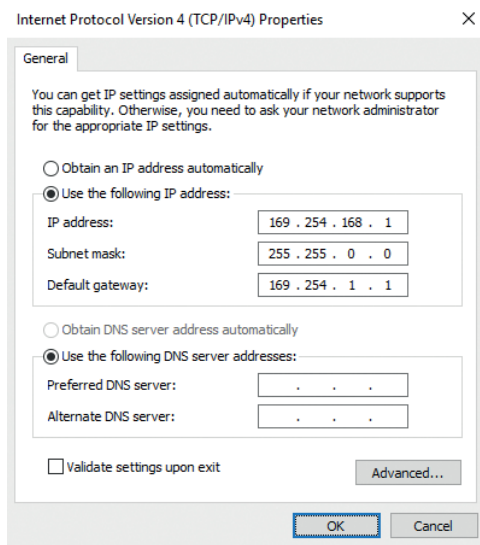 Internet Protocol Version 4 (TCP/IPv4) Properties
General
You can get IP settings assigned automatically if your network supports
this capability. Otherwise, you need to ask your network administrator
for the appropriate IP settings.
Obtain an IP address automatically
Use the following IP address:
IP address: 169 . 254 . 168 . 1
Subnet mask: 255 . 255 . 0 . 0
Default gateway: 169 . 254 . 1 . 1
Obtain DNS server address automatically
Use the following DNS server addresses:
Preferred DNS server: . . .
Alternate DNS server: . . .
Validate settings upon exit
Advanced...
OK Cancel